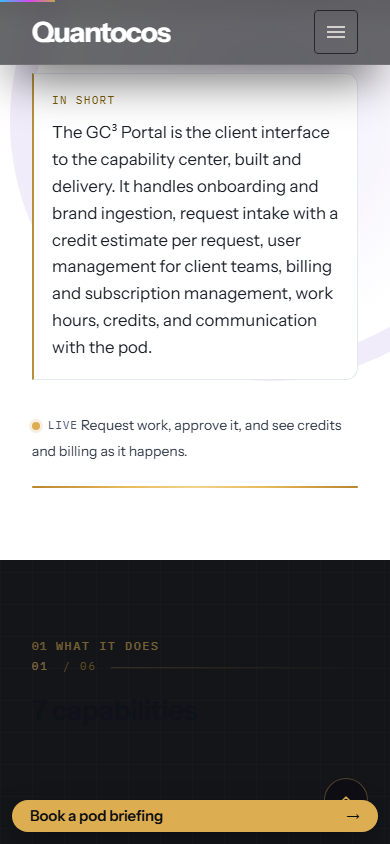 Quantocos
IN SHORT
The GC³ Portal is the client interface
to the capability center, built and
delivery. It handles onboarding and
brand ingestion, request intake with a
credit estimate per request, user
management for client teams, billing
and subscription management, work
hours, credits, and communication
with the pod.
LIVE Request work, approve it, and see credits
and billing as it happens.
01 WHAT IT DOES
01 / 06
7 capabilities
Book a pod briefing →